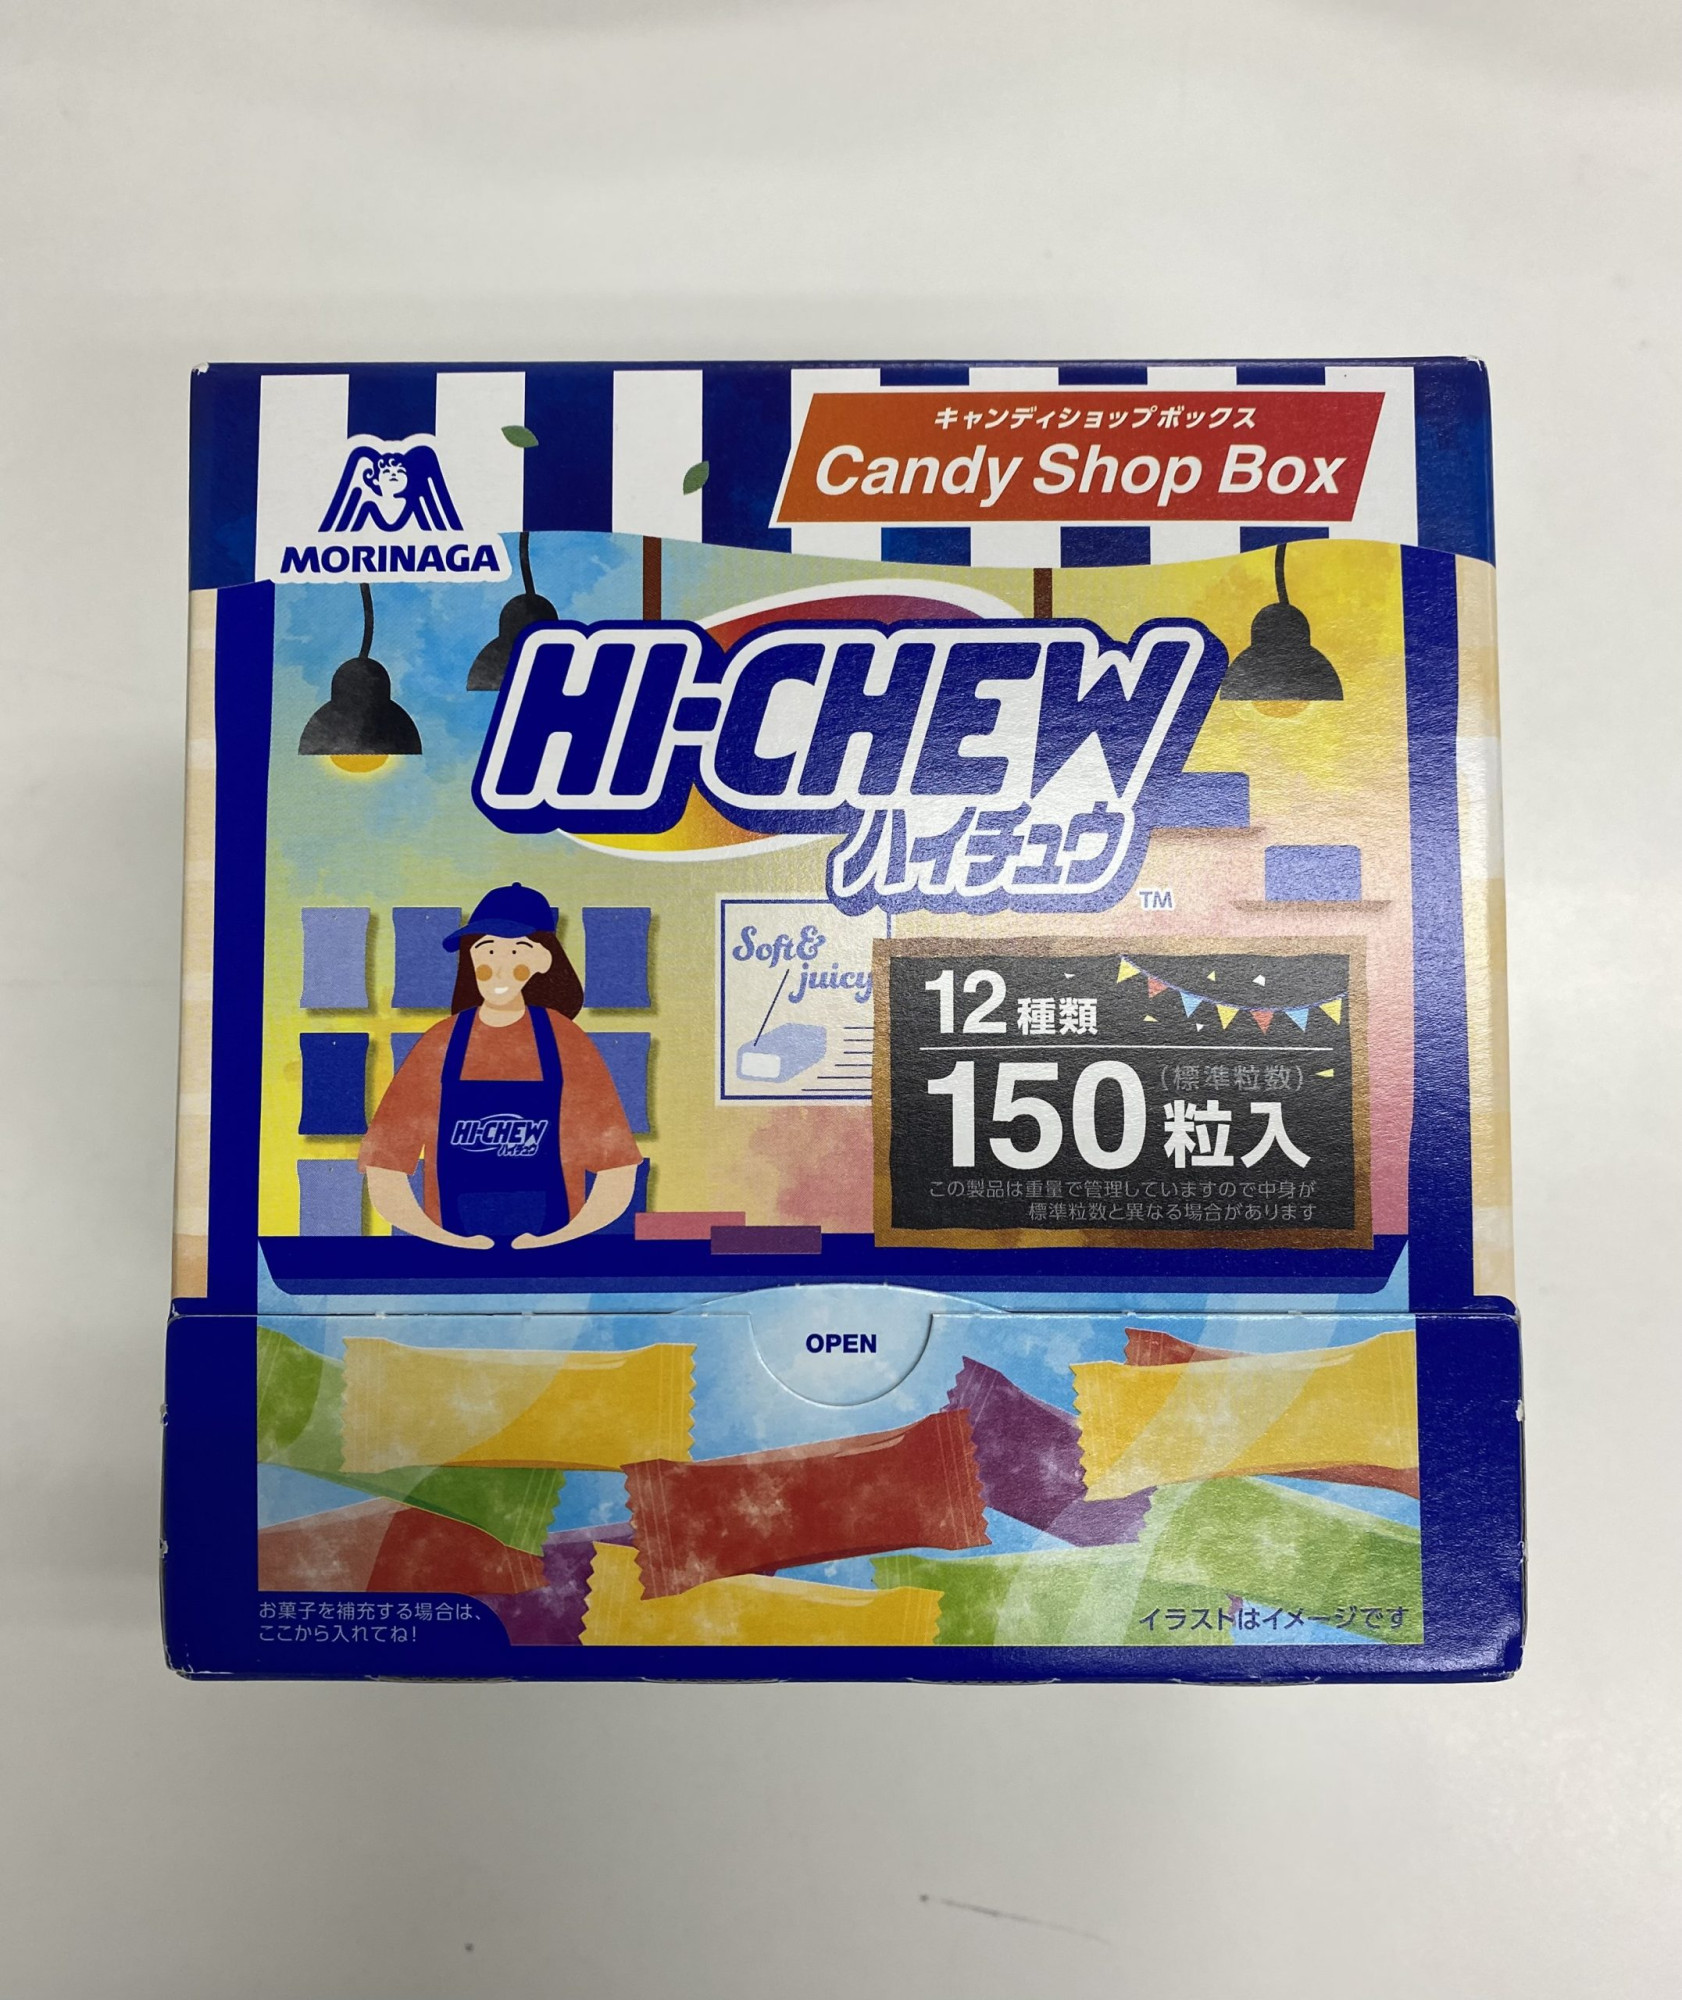 キャンディショップボックス
Candy Shop Box
MORINAGA
HI-CHEW
ハイチュウ
TM
Soft&
juicy
12種類
150粒入
(標準粒数)
この製品は重量で管理していますので中身が
標準粒数と異なる場合があります
HI-CHEW
ハイチュウ
OPEN
お菓子を補充する場合は、
ここから入れてね!
イラストはイメージです